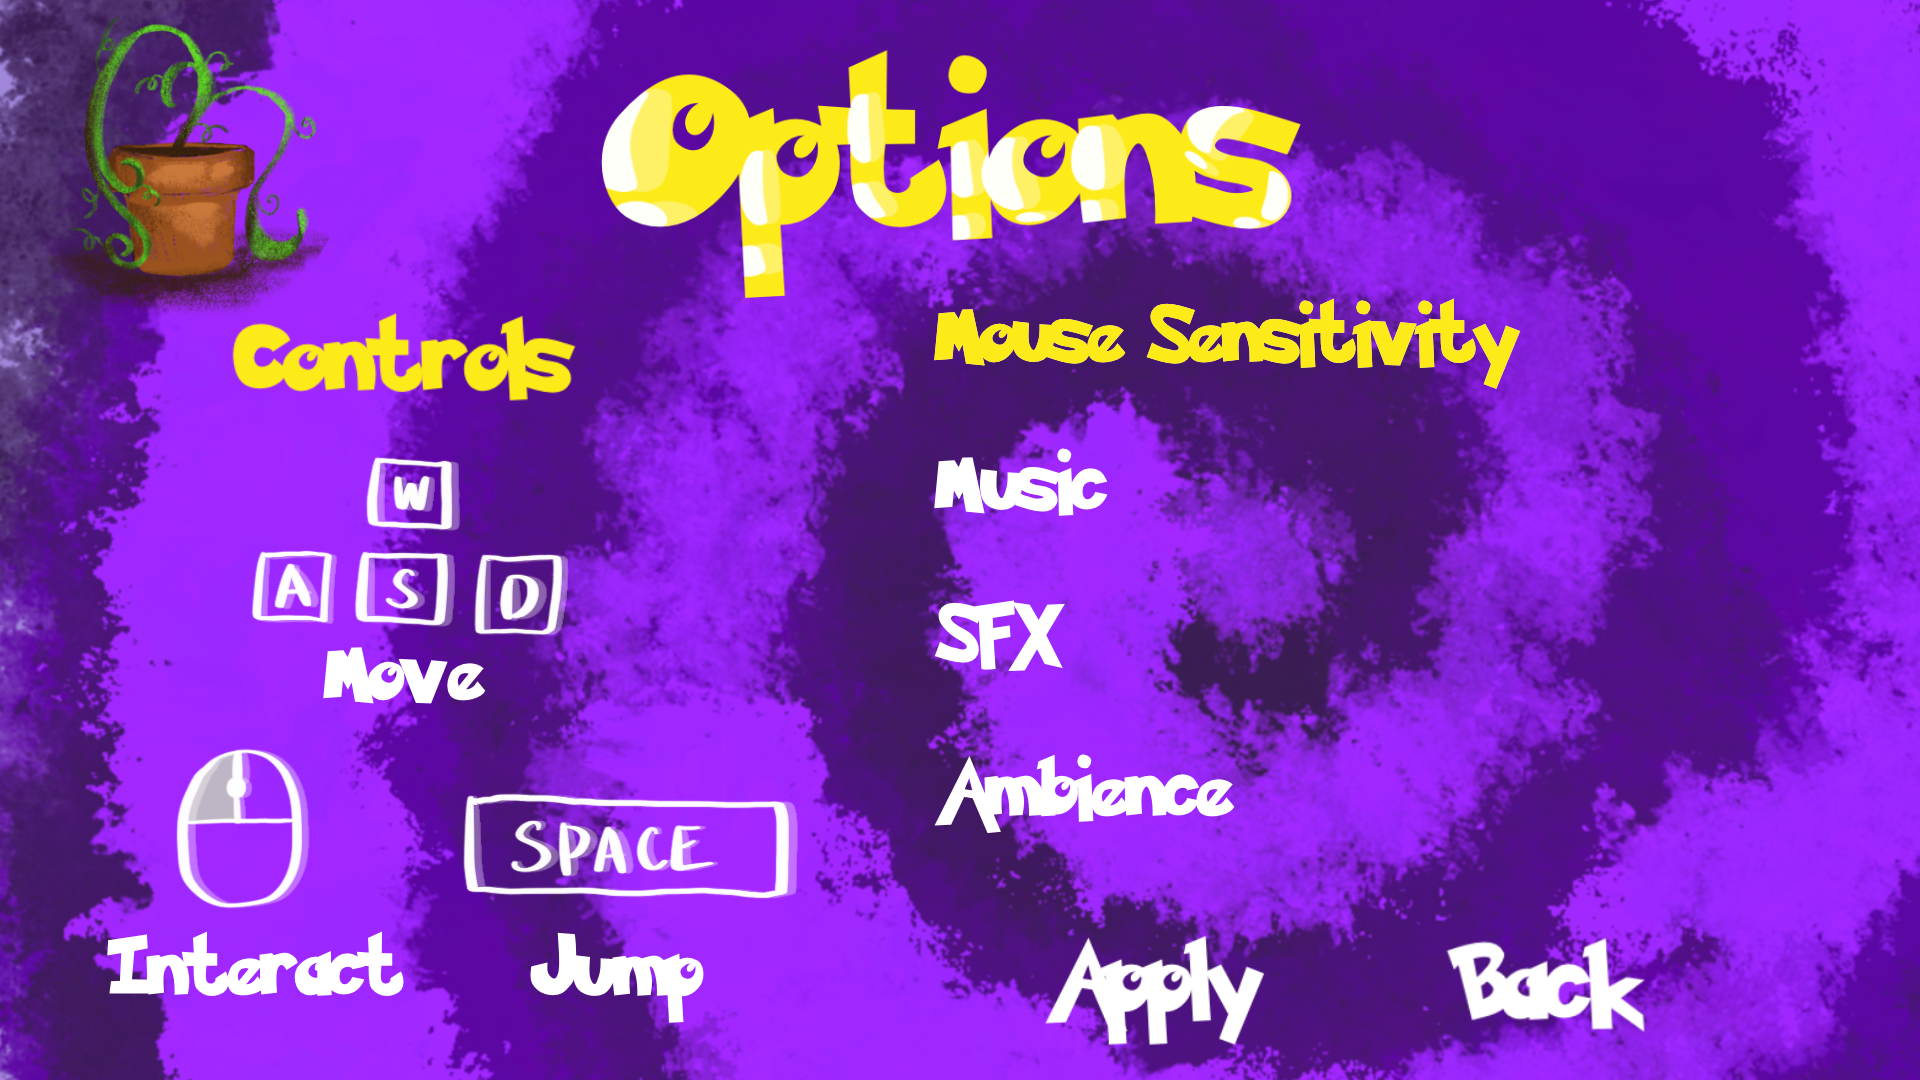 Options
Controls
W
A S D
Move
Interact
SPACE
Jump
Mouse Sensitivity
Music
SFX
Ambience
Apply
Back